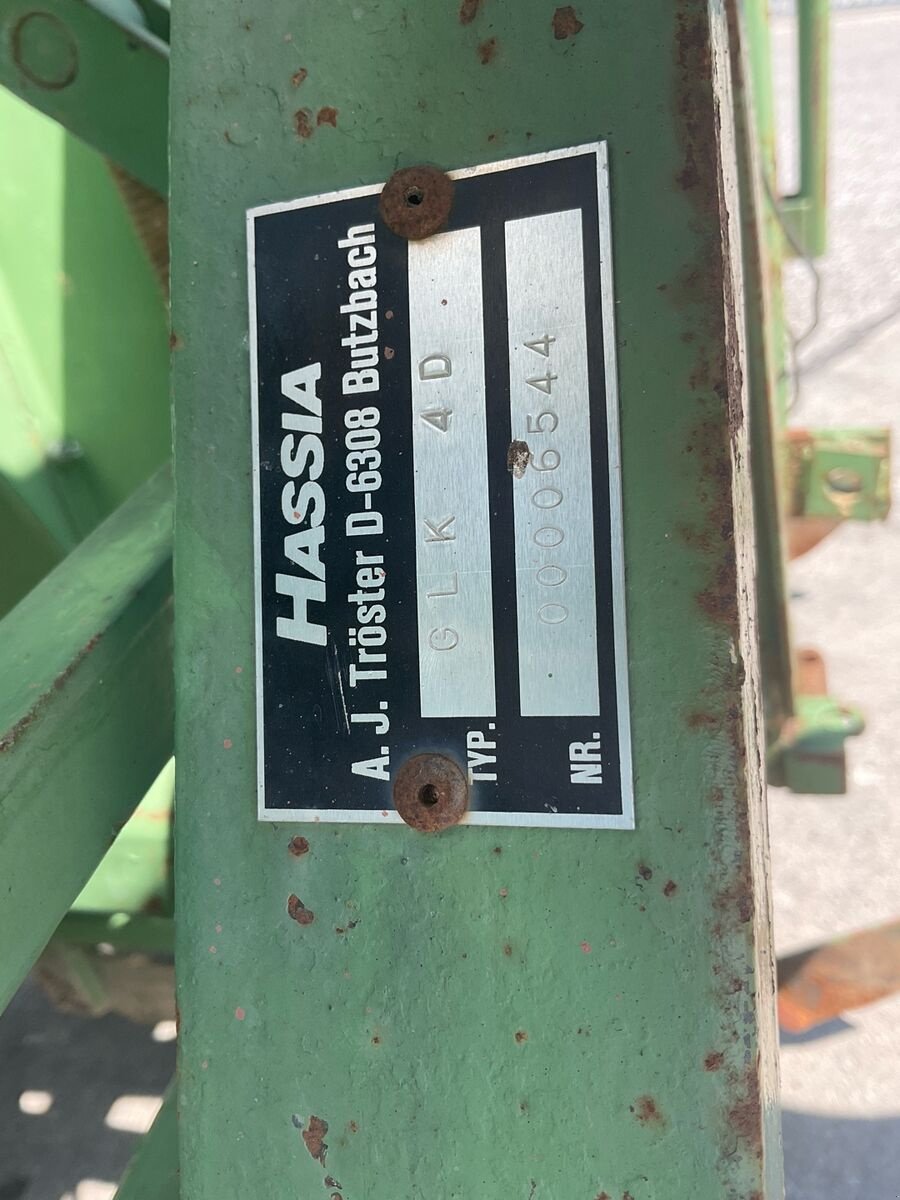 HASSIA
A. J. Tröster D-6308 Butzbach
TYP. GLK 4D
NR. 00006544